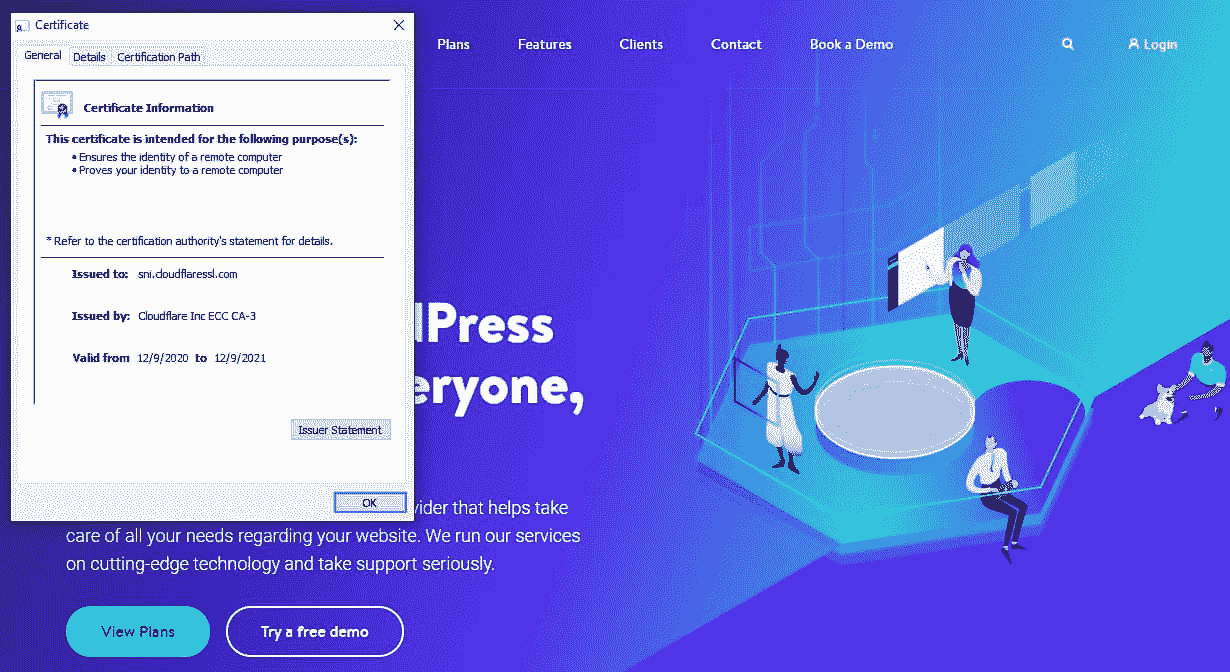 Certificate
General Details Certification Path
Certificate Information
This certificate is intended for the following purpose(s):
• Ensures the identity of a remote computer
• Proves your identity to a remote computer
* Refer to the certification authority's statement for details.
Issued to: sni.cloudflaressl.com
Issued by: Cloudflare Inc ECC CA-3
Valid from 12/9/2020 to 12/9/2021
Issuer Statement
OK
Plans Features Clients Contact Book a Demo Login
Press
eryone,
vider that helps take
care of all your needs regarding your website. We run our services
on cutting-edge technology and take support seriously.
View Plans Try a free demo